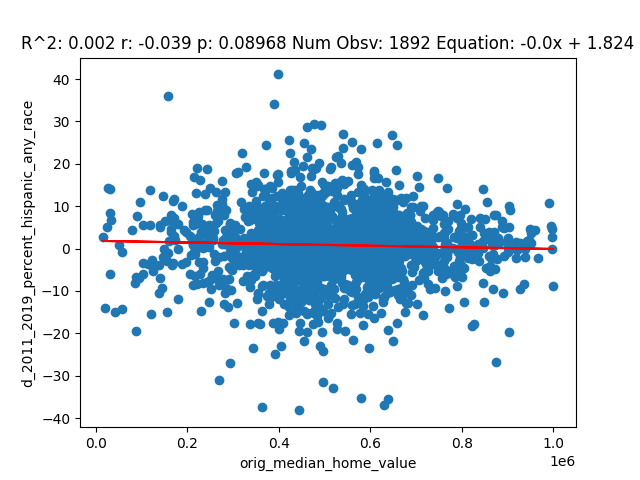 R^2: 0.002 r: -0.039 p: 0.08968 Num Obsv: 1892 Equation: -0.0x + 1.824
40
30
20
10
0
−10
−20
−30
−40
d_2011_2019_percent_hispanic_any_race
0.0 0.2 0.4 0.6 0.8 1.0
1e6
orig_median_home_value